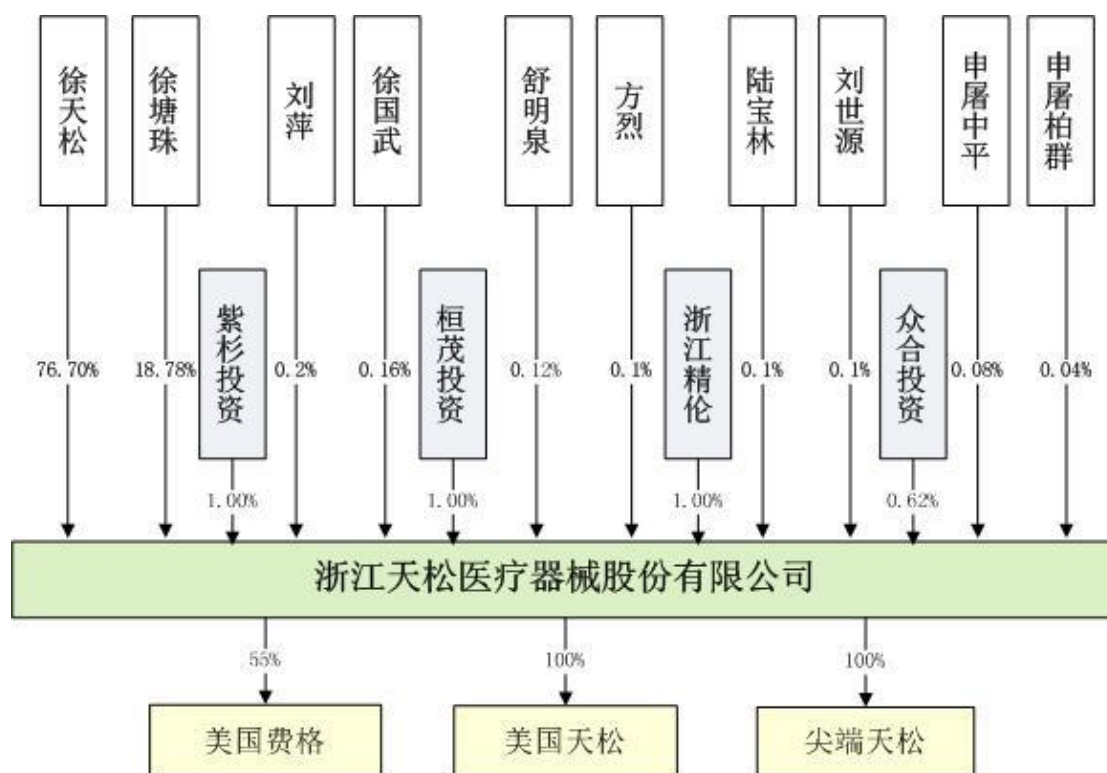 徐天松
徐塘珠
刘萍
徐国武
舒明泉
方烈
陆宝林
刘世源
申屠中平
申屠柏群
紫杉投资
桓茂投资
浙江精伦
众合投资
76.70%
18.78%
0.2%
0.16%
0.12%
0.1%
0.1%
0.1%
0.08%
0.04%
1.00%
1.00%
1.00%
0.62%
浙江天松医疗器械股份有限公司
55%
100%
100%
美国费格
美国天松
尖端天松